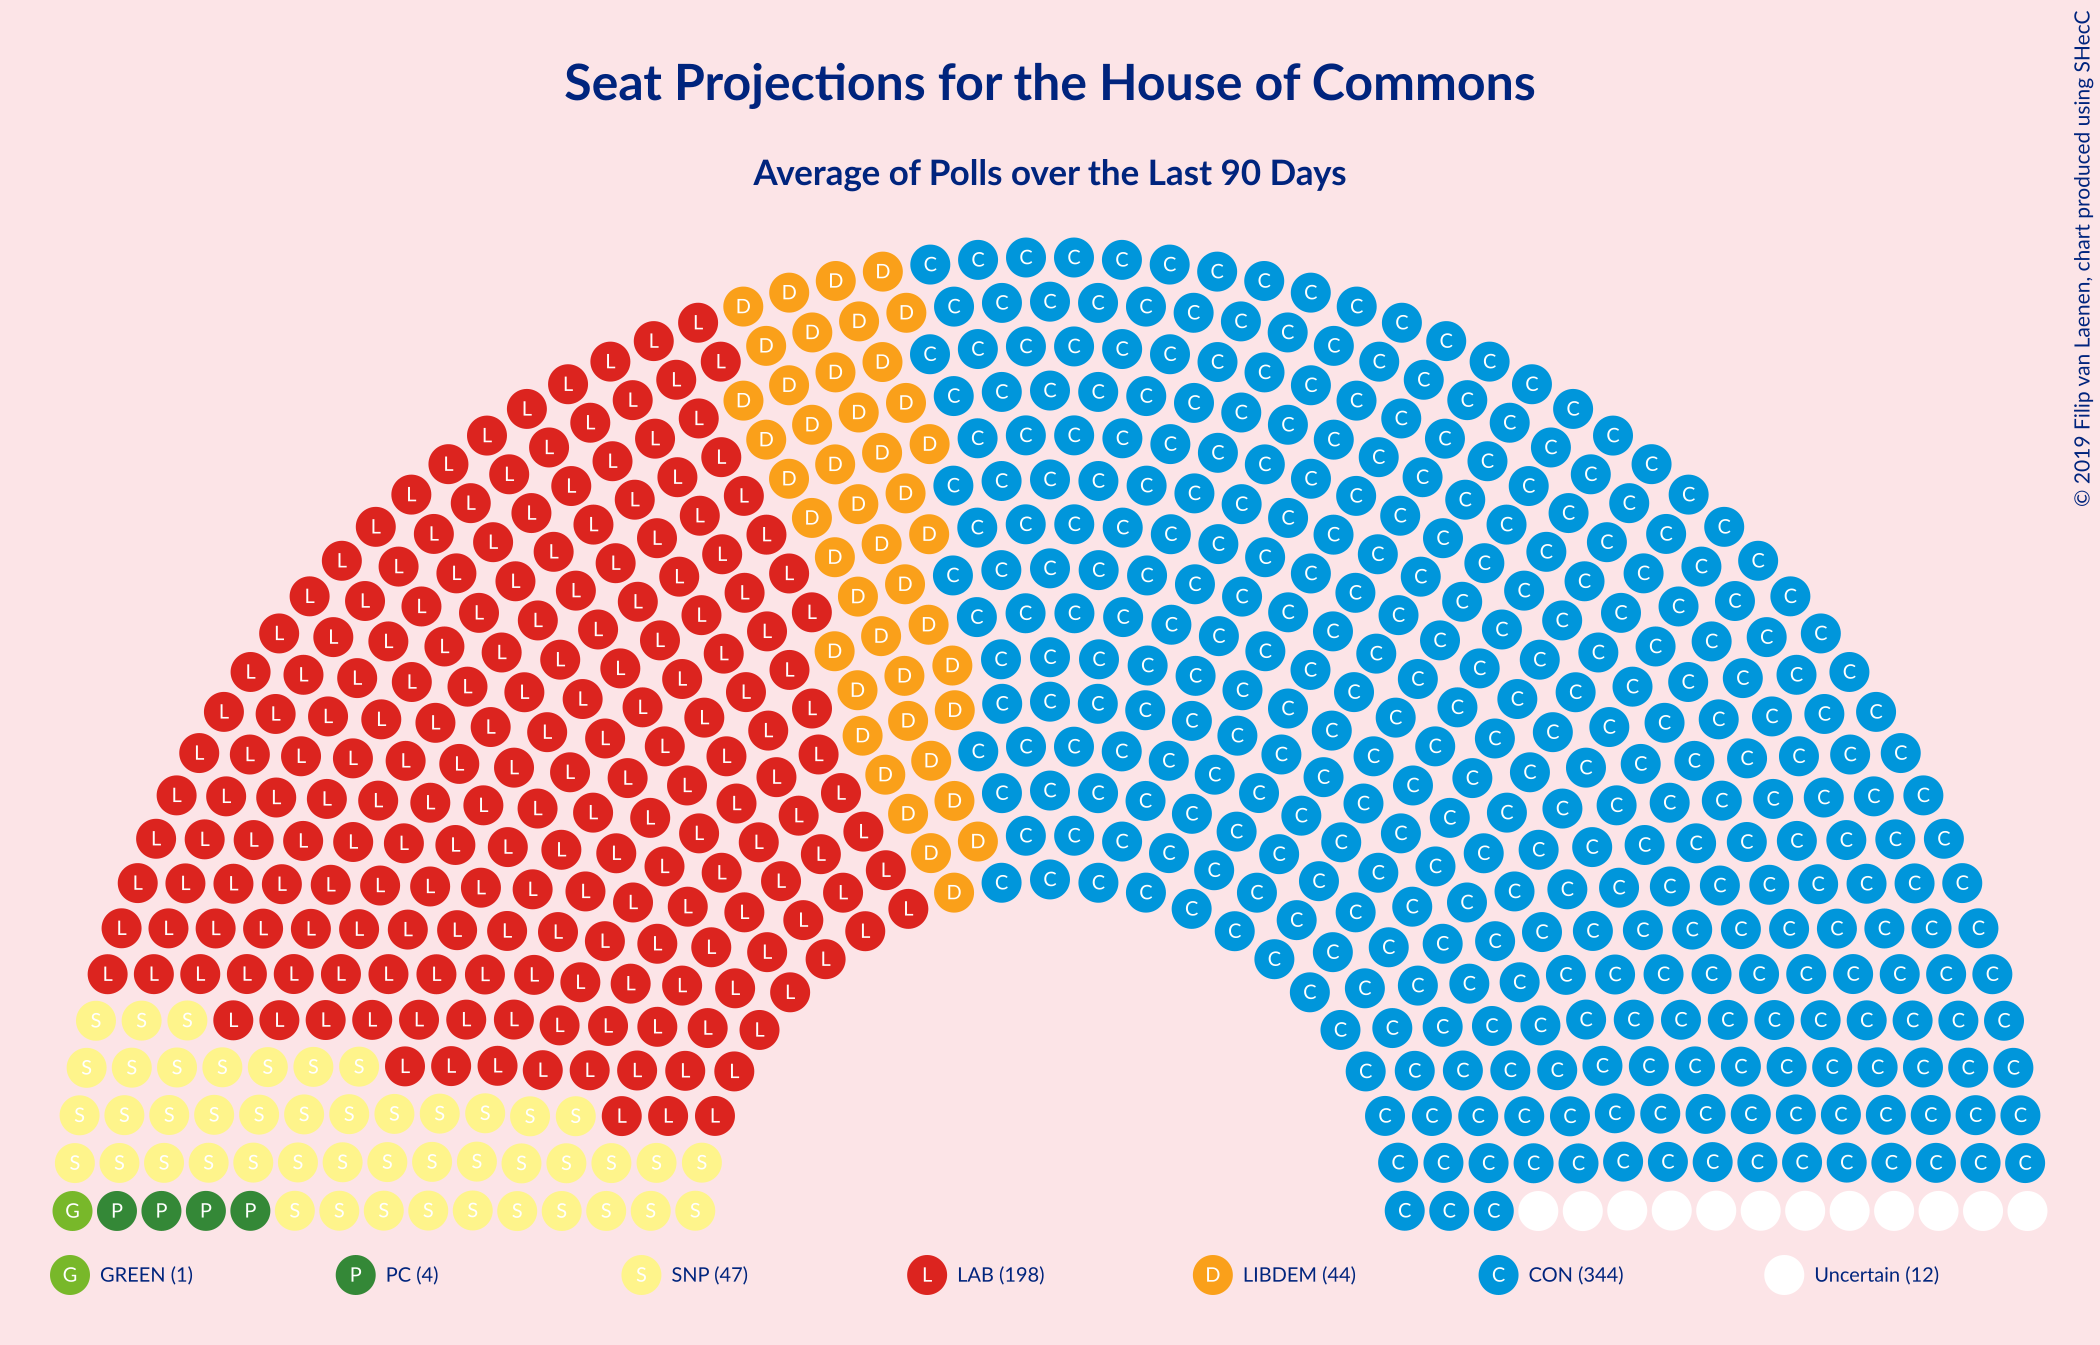 Seat Projections for the House of Commons
Average of Polls over the Last 90 Days
© 2019 Filip van Laenen, chart produced using SHecC
G GREEN (1)
P PC (4)
S SNP (47)
L LAB (198)
D LIBDEM (44)
C CON (344)
Uncertain (12)